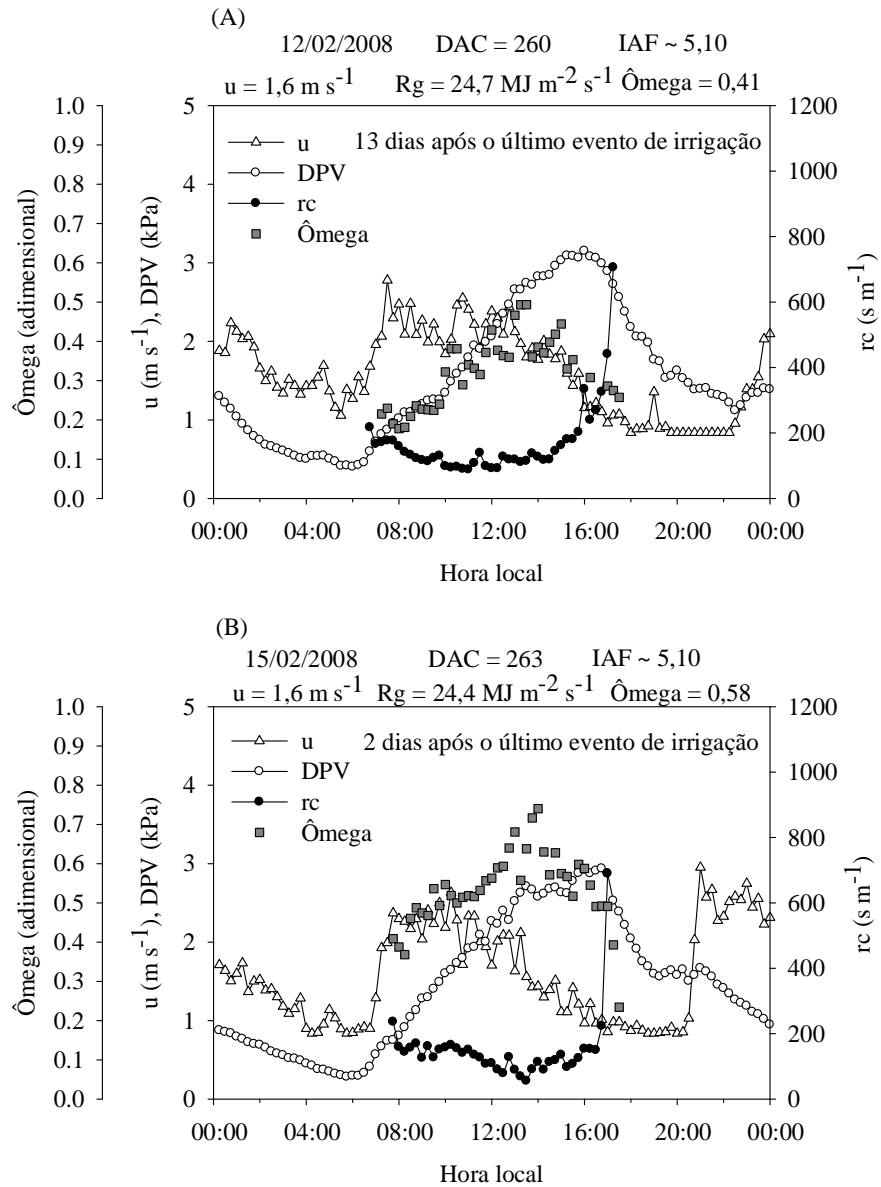 (A)
12/02/2008 DAC = 260 IAF ~ 5,10
u = 1,6 m s-1 Rg = 24,7 MJ m-2 s-1 Ômega = 0,41
u 13 dias após o último evento de irrigação
DPV
rc
Ômega
Ômega (adimensional)
1.0
0.9
0.8
0.7
0.6
0.5
0.4
0.3
0.2
0.1
0.0
u (m s-1), DPV (kPa)
5
4
3
2
1
0
rc (s m-1)
1200
1000
800
600
400
200
0
00:00 04:00 08:00 12:00 16:00 20:00 00:00
Hora local
(B)
15/02/2008 DAC = 263 IAF ~ 5,10
u = 1,6 m s-1 Rg = 24,4 MJ m-2 s-1 Ômega = 0,58
u 2 dias após o último evento de irrigação
DPV
rc
Ômega
Ômega (adimensional)
1.0
0.9
0.8
0.7
0.6
0.5
0.4
0.3
0.2
0.1
0.0
u (m s-1), DPV (kPa)
5
4
3
2
1
0
rc (s m-1)
1200
1000
800
600
400
200
0
00:00 04:00 08:00 12:00 16:00 20:00 00:00
Hora local